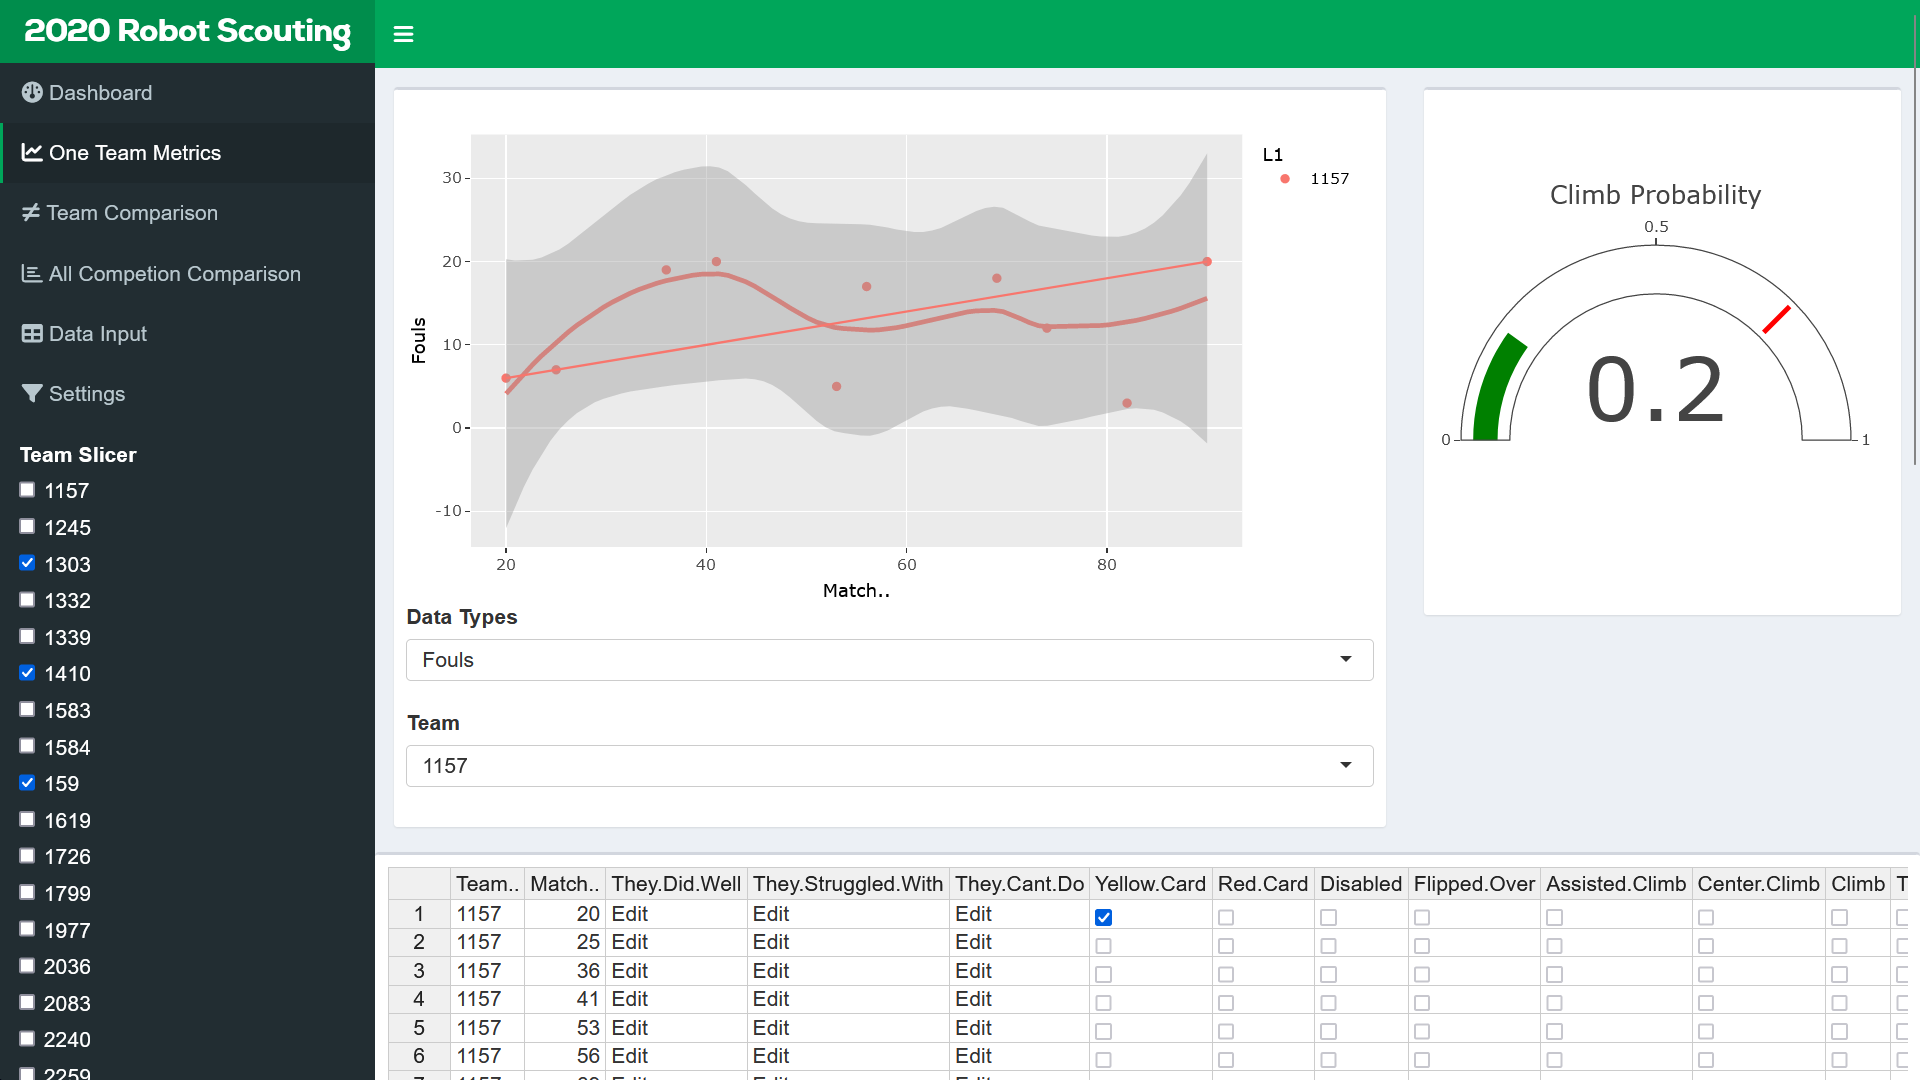 2020 Robot Scouting
Dashboard
One Team Metrics
Team Comparison
All Competion Comparison
Data Input
Settings
Team Slicer
1157
1245
1303
1332
1339
1410
1583
1584
159
1619
1726
1799
1977
2036
2083
2240
2259
30
20
10
0
-10
Fouls
20 40 60 80
Match..
L1
1157
Data Types
Fouls
Team
1157
Climb Probability
0.5
0 1
0.2
Team.. Match.. They.Did.Well They.Struggled.With They.Cant.Do Yellow.Card Red.Card Disabled Flipped.Over Assisted.Climb Center.Climb Climb
1 1157 20 Edit Edit Edit
2 1157 25 Edit Edit Edit
3 1157 36 Edit Edit Edit
4 1157 41 Edit Edit Edit
5 1157 53 Edit Edit Edit
6 1157 56 Edit Edit Edit